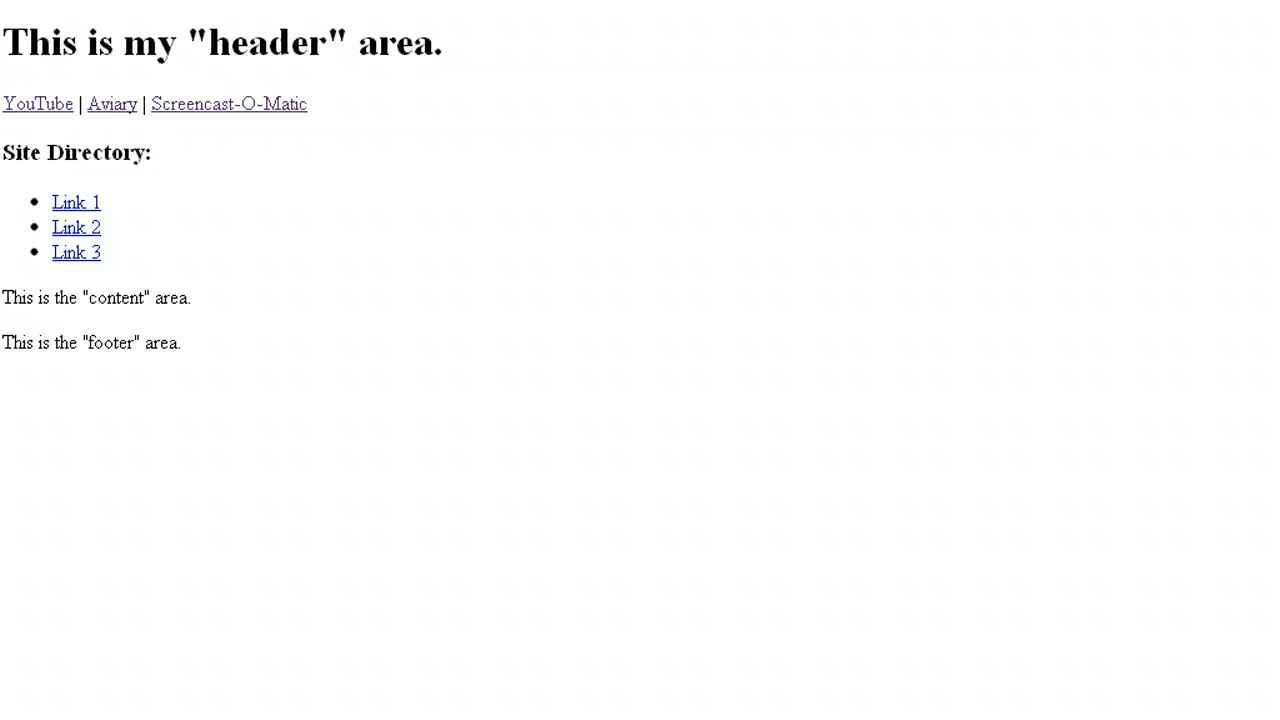 This is my "header" area.
YouTube | Aviary | Screencast-O-Matic
Site Directory:
Link 1
Link 2
Link 3
This is the "content" area.
This is the "footer" area.